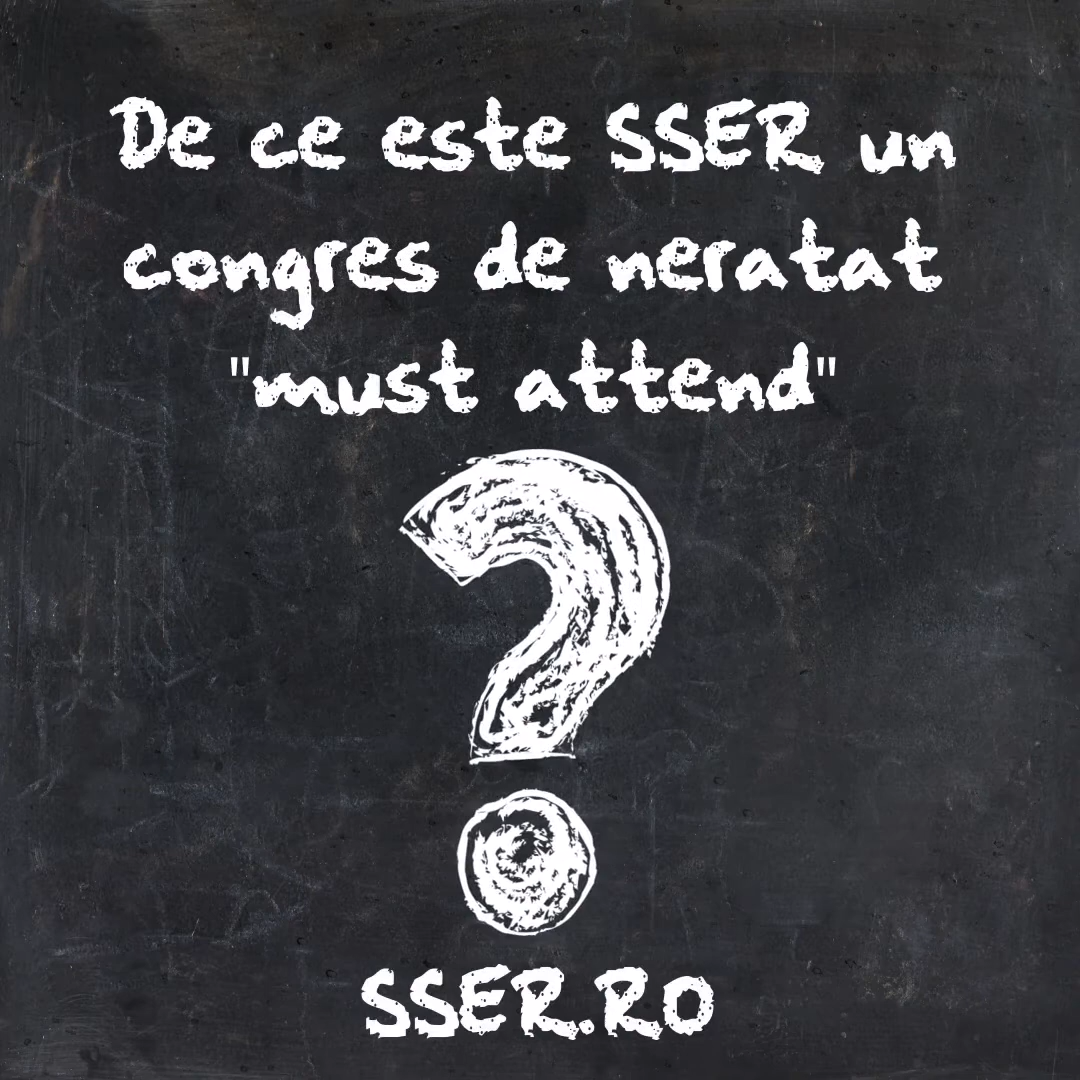 De ce este SSER un
congres de neratat
"must attend"
?
SSER.RO